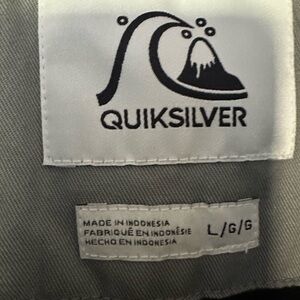 QUIKSILVER
MADE IN INDONESIA
FABRIQUÉ EN INDONÉSIE
HECHO EN INDONESIA
L/G/G